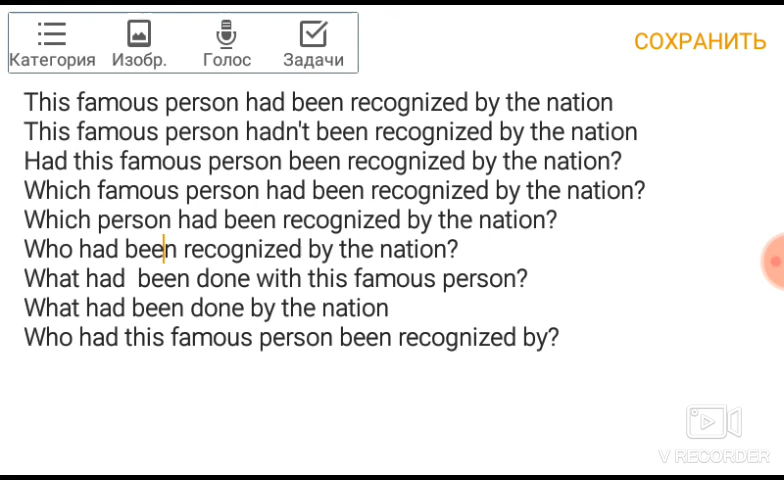 Категория Изобр. Голос Задачи
СОХРАНИТЬ
This famous person had been recognized by the nation
This famous person hadn't been recognized by the nation
Had this famous person been recognized by the nation?
Which famous person had been recognized by the nation?
Which person had been recognized by the nation?
Who had been recognized by the nation?
What had  been done with this famous person?
What had been done by the nation
Who had this famous person been recognized by?
V RECORDER